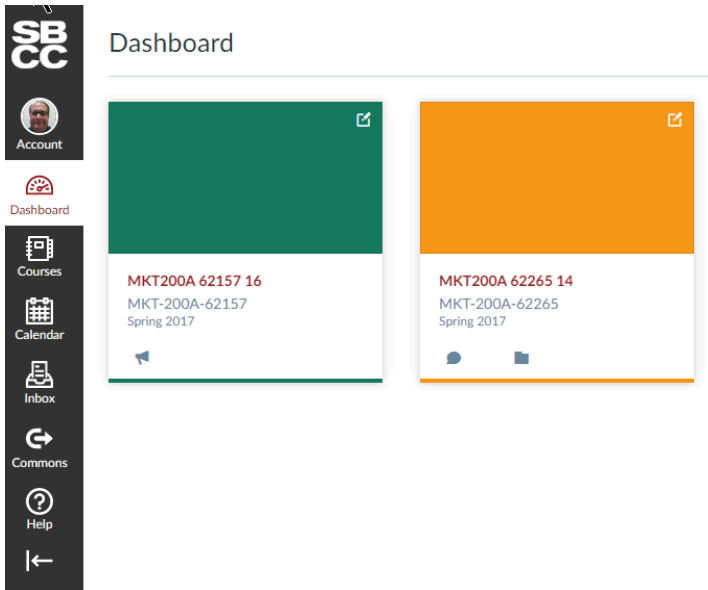 SB
CC
Account
Dashboard
Courses
Calendar
Inbox
Commons
Help
Dashboard
MKT200A 62157 16
MKT-200A-62157
Spring 2017
MKT200A 62265 14
MKT-200A-62265
Spring 2017